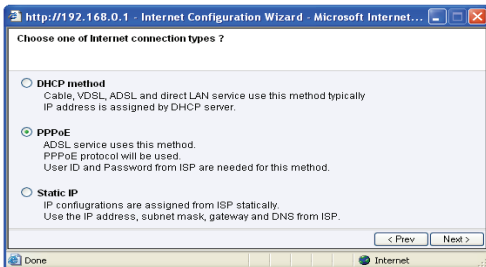 http://192.168.0.1 - Internet Configuration Wizard - Microsoft Internet...
Choose one of Internet connection types ?
DHCP method
Cable, VDSL, ADSL and direct LAN service use this method typically
IP address is assigned by DHCP server.
PPPoE
ADSL service uses this method.
PPPoE protocol will be used.
User ID and Password from ISP are needed for this method.
Static IP
IP confiugrations are assigned from ISP statically.
Use the IP address, subnet mask, gateway and DNS from ISP.
< Prev Next >
Done Internet